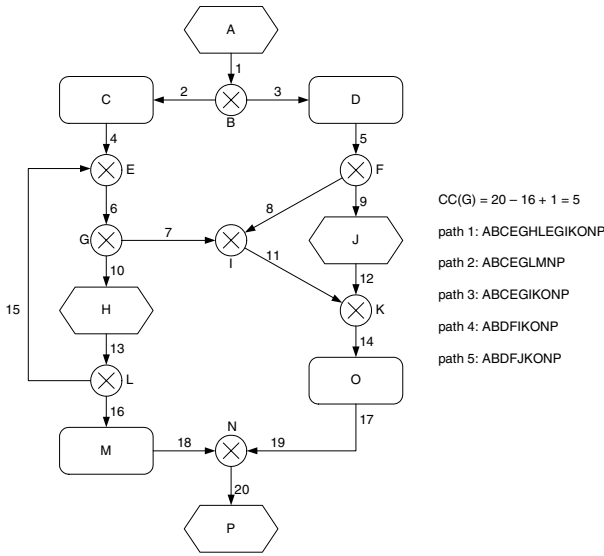 A
1
2
3
C
D
B
4
5
E
F
6
8
9
CC(G) = 20 – 16 + 1 = 5
G
7
I
J
path 1: ABCEGHLEGIKONP
10
11
12
path 2: ABCEGLMNP
15
H
K
path 3: ABCEGIKONP
13
14
path 4: ABDFIKONP
L
O
path 5: ABDFJKONP
16
17
M
18
N
19
20
P